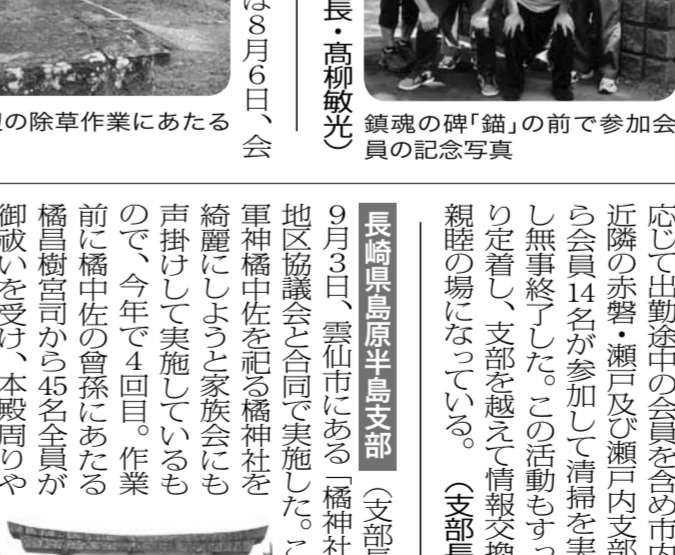 は8月6日、会
長・髙柳敏光）
の除草作業にあたる
鎮魂の碑「錨」の前で参加会
員の記念写真
応じて出勤途中の会員を含め市内
近隣の赤磐・瀬戸及び瀬戸内支部
ら会員14名が参加して清掃を実
し無事終了した。この活動もすっ
り定着し、支部を越えて情報交換
親睦の場になっている。（支部長
長崎県島原半島支部
（支部長
9月3日、雲仙市にある「橘神社
地区協議会と合同で実施した。こ
軍神橘中佐を祀る橘神社を
綺麗にしようと家族会にも
声掛けして実施しているも
ので、今年で4回目。作業
前に橘中佐の曾孫にあたる
橘昌樹宮司から45名全員が
御祓いを受け、本殿周りや